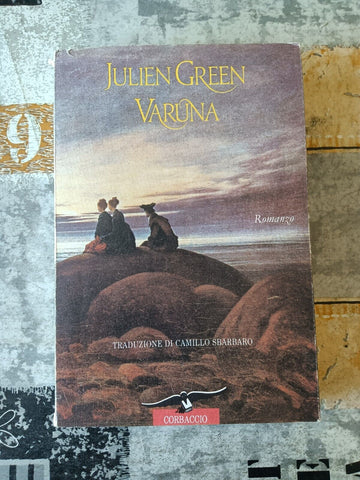 JULIEN GREEN
VARUNA
Romanzo
TRADUZIONE DI CAMILLO SBARBARO
CORBACCIO
9